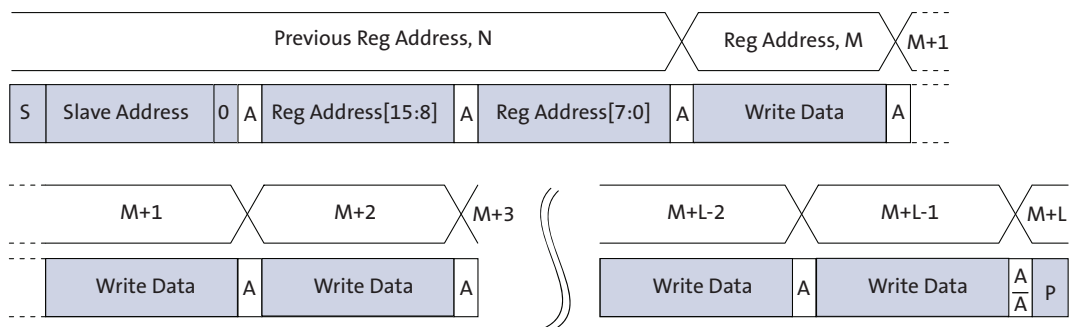 Previous Reg Address, N Reg Address, M M+1
S Slave Address 0 A Reg Address[15:8] A Reg Address[7:0] A Write Data A
M+1 M+2 M+3 M+L-2 M+L-1 M+L
Write Data A Write Data A Write Data A Write Data A/A̅ P